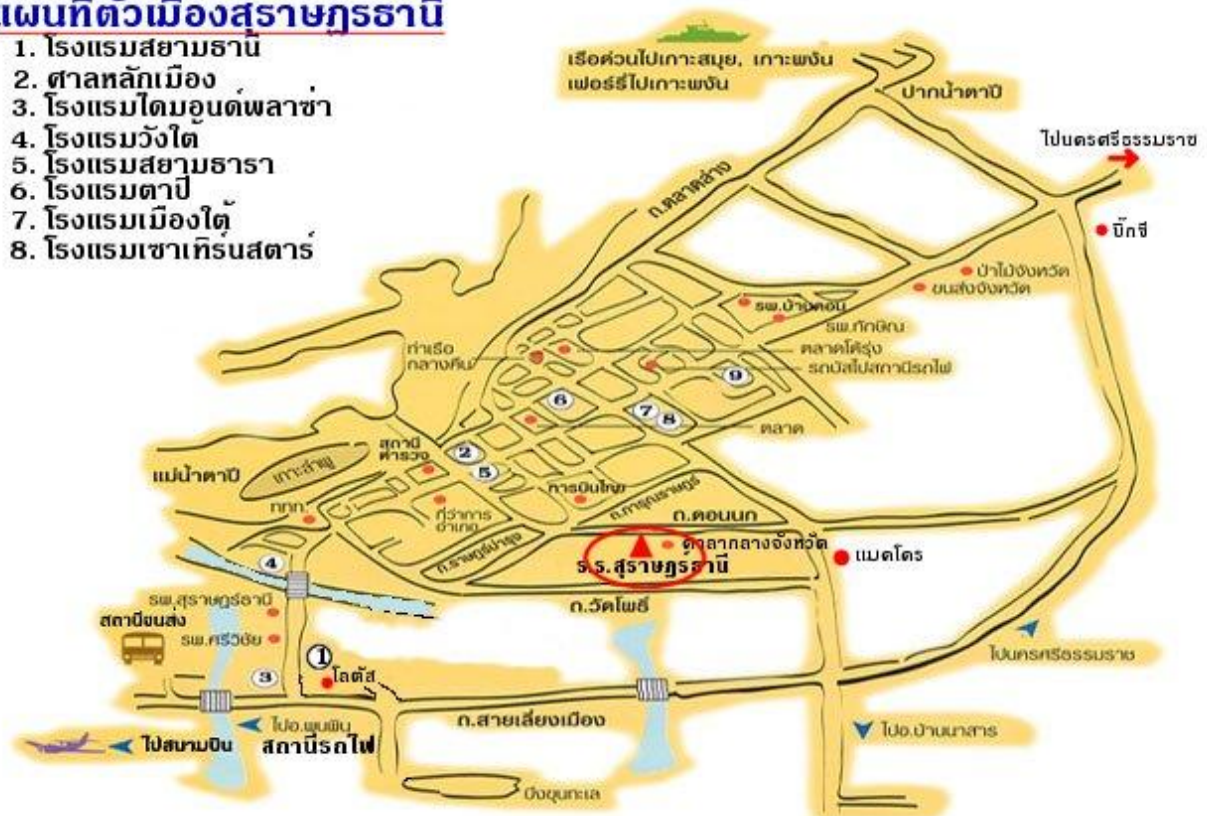 แผนที่ตัวเมืองสุราษฎร์ธานี
1. โรงแรมสยามธานี
2. ศาลหลักเมือง
3. โรงแรมไดมอนด์พลาซ่า
4. โรงแรมวังใต้
5. โรงแรมสยามธารา
6. โรงแรมตาปี
7. โรงแรมเมืองใต้
8. โรงแรมเซาเทิร์นสตาร์
เรือด่วนไปเกาะสมุย, เกาะพงัน
เฟอร์รี่ไปเกาะพงัน
ปากน้ำตาปี
ไปนครศรีธรรมราช
ถ.ตลาดล่าง
บิ๊กซี
ป่าไม้จังหวัด
ขนส่งจังหวัด
รพ.บ้านดอน
รพ.ทักษิณ
ท่าเรือ
กลางคืน
ตลาดโต้รุ่ง
รถบัสไปสถานีรถไฟ
9
6
7
8
ตลาด
สถานี
ตำรวจ
2
5
แม่น้ำตาปี
เกาะลำพู
การบินไทย
ถ.การุณราษฎร์
ททท.
ที่ว่าการ
อำเภอ
ถ.ดอนนก
ถ.ราษฎร์บำรุง
ศาลากลางจังหวัด
ร.ร.สุราษฎร์ธานี
แมคโคร
4
ถ.วัดโพธิ์
รพ.สุราษฎร์ธานี
สถานีขนส่ง
รพ.ศรีวิชัย
1
โลตัส
3
ไปนครศรีธรรมราช
ถ.สายเลี่ยงเมือง
ไปอ.พุนพิน
ไปอ.บ้านนาสาร
ไปสนามบิน
สถานีรถไฟ
บึงขุนทะเล